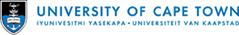 UNIVERSITY OF CAPE TOWN
IYUNIVESITHI YASEKAPA • UNIVERSITEIT VAN KAAPSTAD